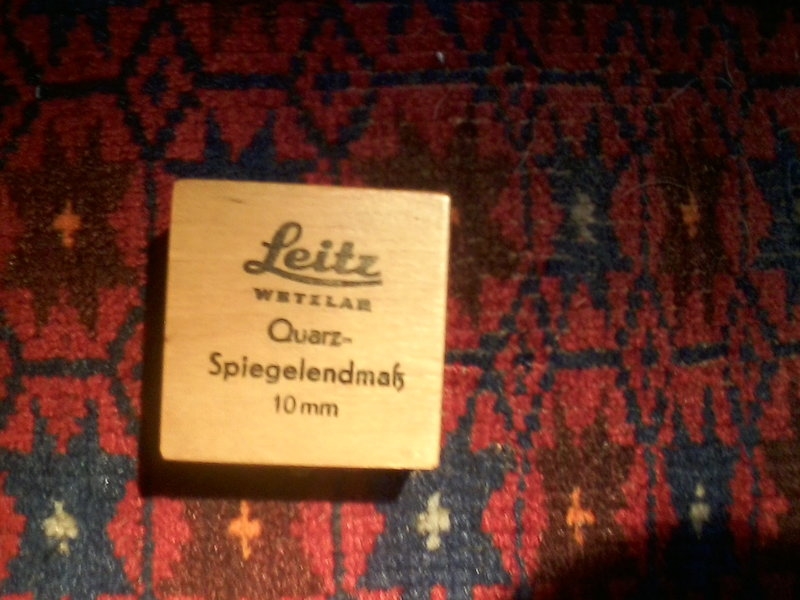 Leitz
WETZLAR
Quarz-
Spiegelendmaß
10 mm